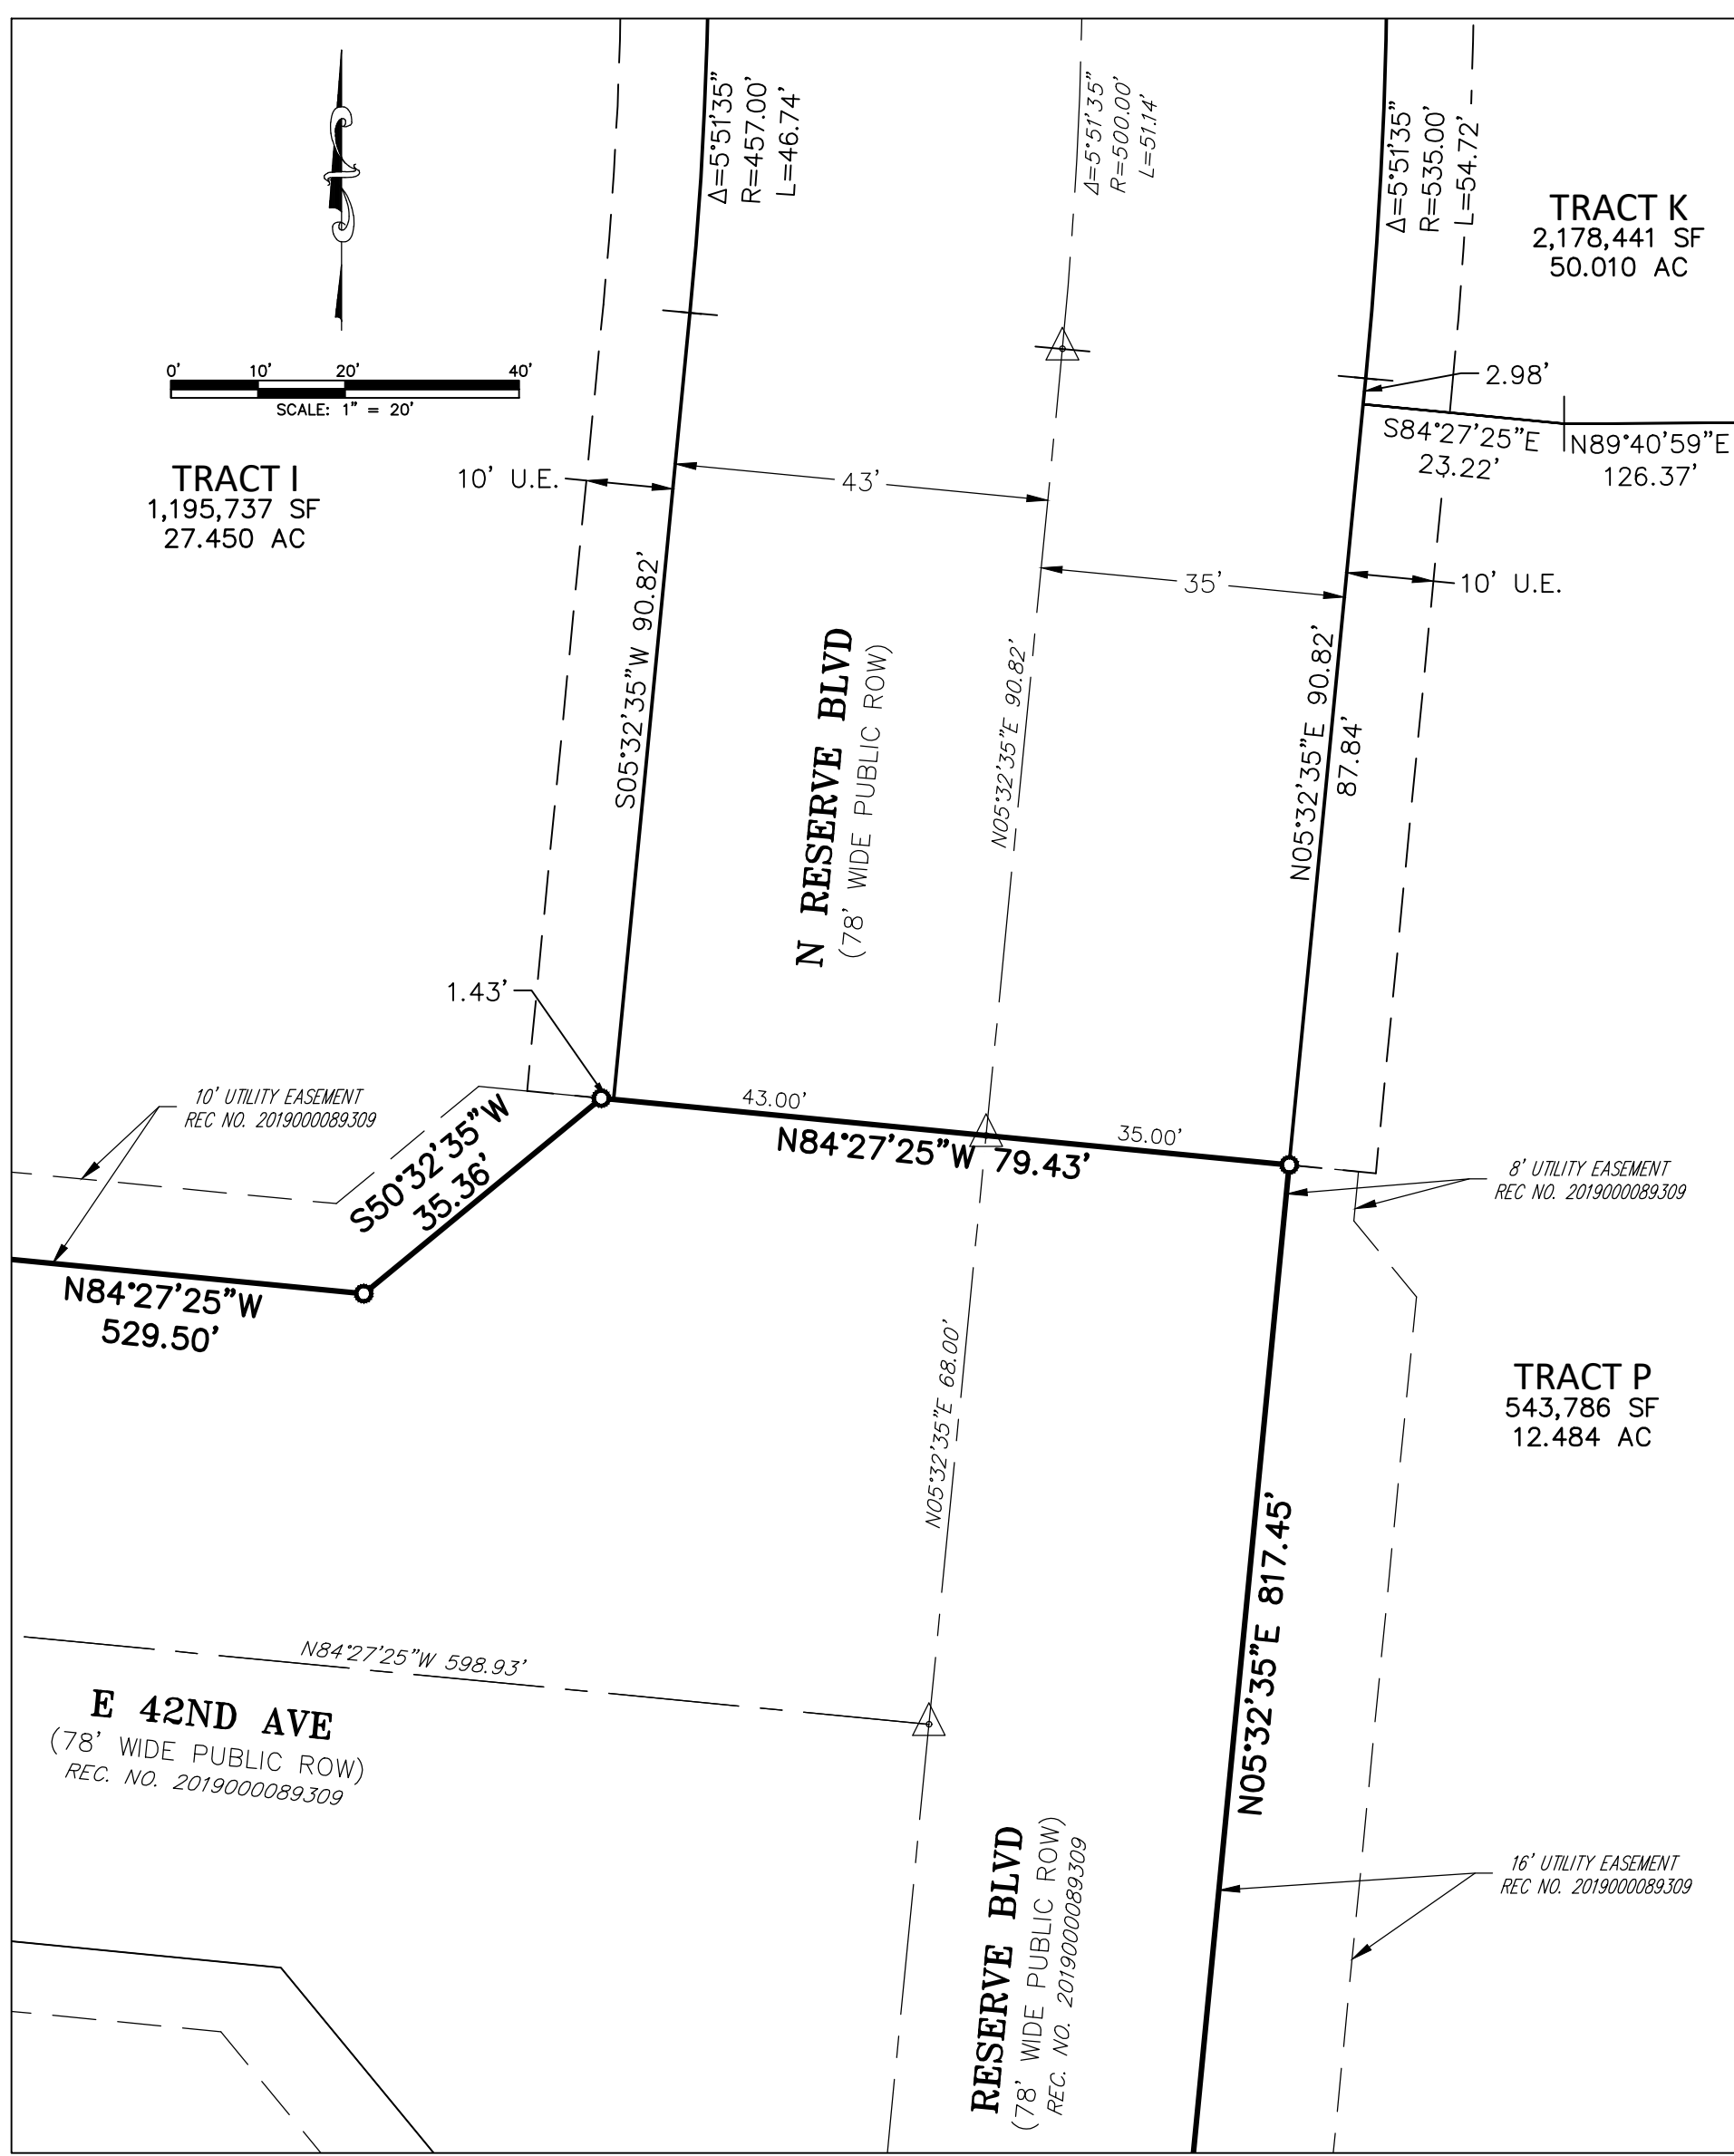 Δ=5°51'35"
R=457.00'
L=46.74'
Δ=5°51'35"
R=500.00'
L=51.14'
Δ=5°51'35"
R=535.00'
L=54.72'
TRACT K
2,178,441 SF
50.010 AC
0' 10' 20' 40'
SCALE: 1" = 20'
2.98'
S84°27'25"E
23.22'
N89°40'59"E
126.37'
TRACT I
1,195,737 SF
27.450 AC
10' U.E.
43'
35'
10' U.E.
S05°32'35"W 90.82'
N RESERVE BLVD
(78' WIDE PUBLIC ROW)
N05°32'35"E 90.82'
N05°32'35"E 90.82'
87.84'
1.43'
10' UTILITY EASEMENT
REC NO. 2019000089309
S50°32'35"W
35.36'
43.00'
35.00'
N84°27'25"W 79.43'
8' UTILITY EASEMENT
REC NO. 2019000089309
N84°27'25"W
529.50'
N05°32'35"E 68.00'
TRACT P
543,786 SF
12.484 AC
N05°32'35"E 817.45'
N84°27'25"W 598.93'
E 42ND AVE
(78' WIDE PUBLIC ROW)
REC. NO. 2019000089309
RESERVE BLVD
(78' WIDE PUBLIC ROW)
REC. NO. 2019000089309
16' UTILITY EASEMENT
REC NO. 2019000089309